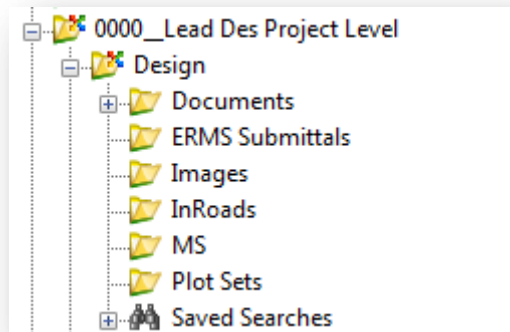 0000__Lead Des Project Level
Design
Documents
ERMS Submittals
Images
InRoads
MS
Plot Sets
Saved Searches